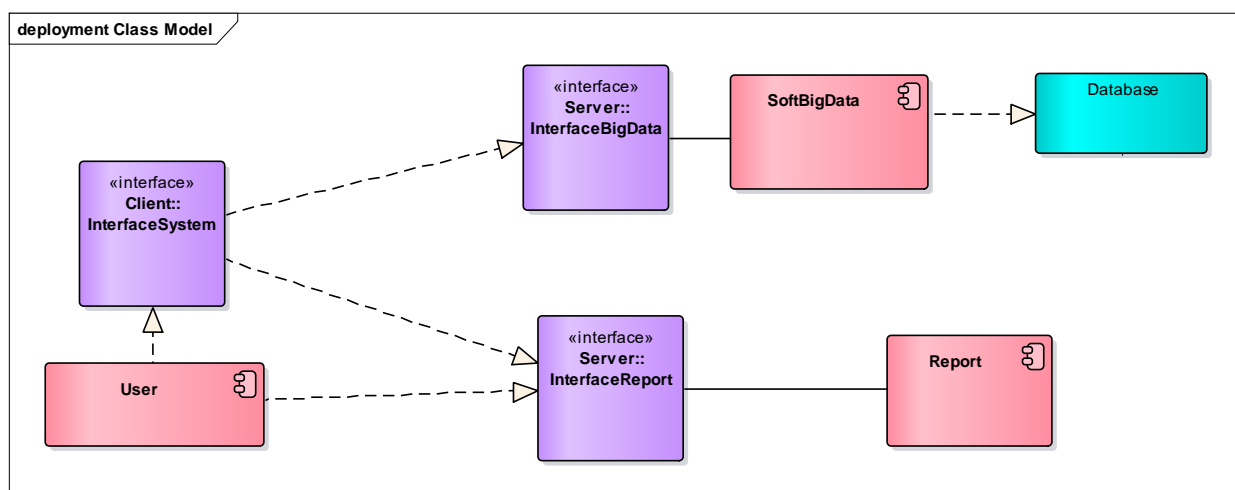 deployment Class Model
«interface»
Server::
InterfaceBigData
SoftBigData
Database
«interface»
Client::
InterfaceSystem
«interface»
Server::
InterfaceReport
Report
User